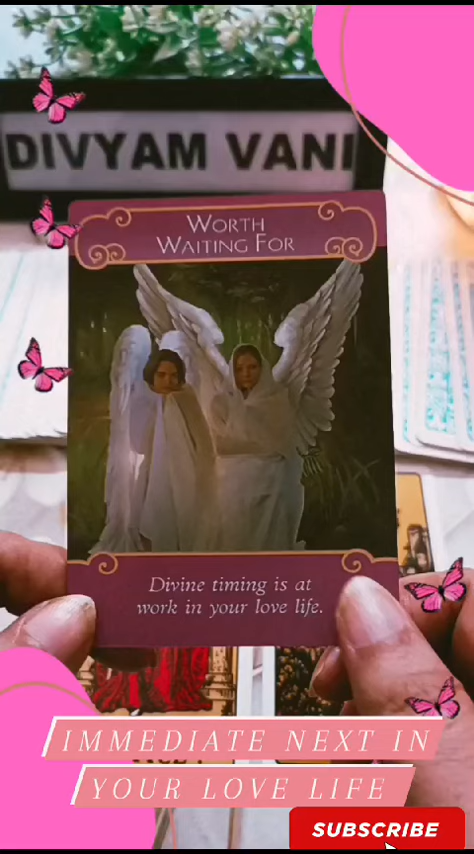 DIVYAM VANI
WORTH
WAITING FOR
Divine timing is at
work in your love life.
IMMEDIATE NEXT IN
YOUR LOVE LIFE
SUBSCRIBE